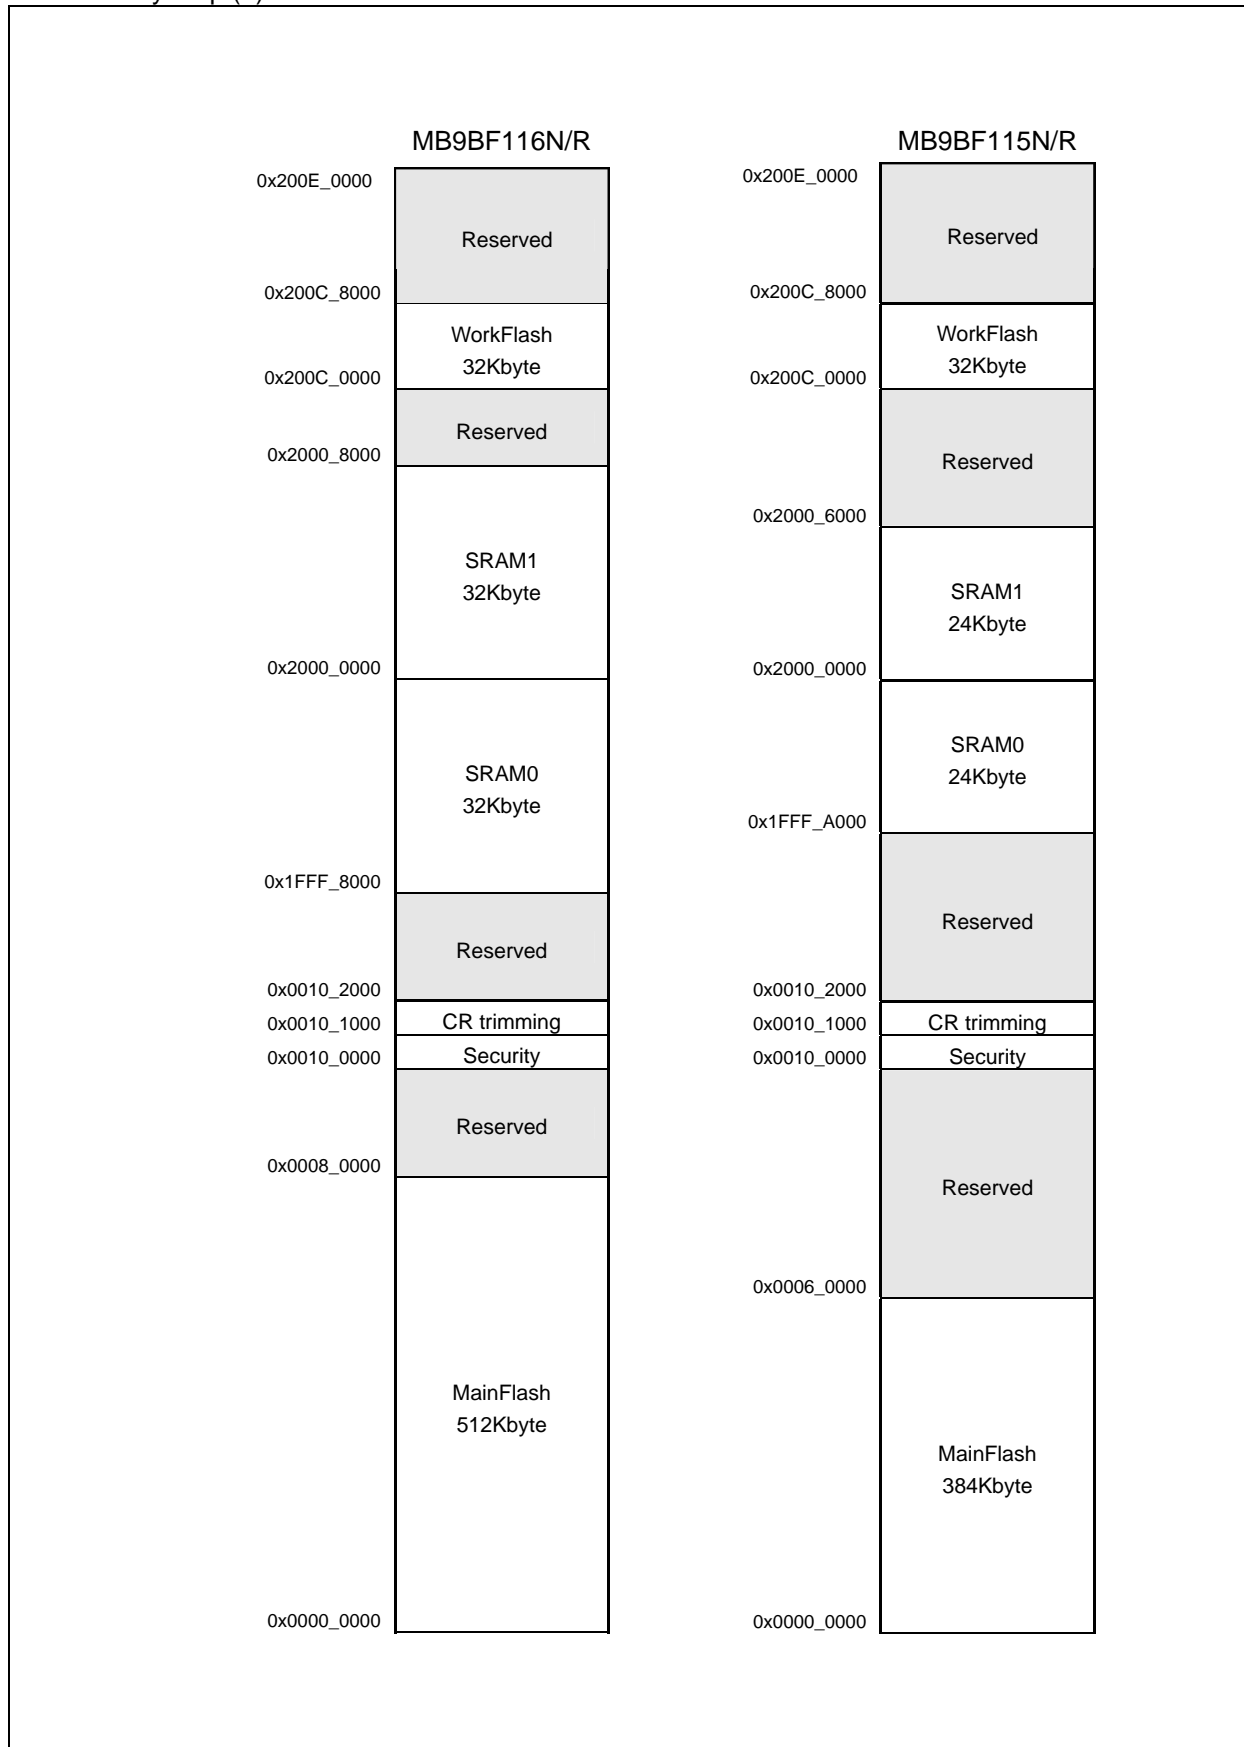 MB9BF116N/R
0x200E_0000
Reserved
0x200C_8000
WorkFlash
32Kbyte
0x200C_0000
Reserved
0x2000_8000
SRAM1
32Kbyte
0x2000_0000
SRAM0
32Kbyte
0x1FFF_8000
Reserved
0x0010_2000
CR trimming
0x0010_1000
Security
0x0010_0000
Reserved
0x0008_0000
MainFlash
512Kbyte
0x0000_0000
MB9BF115N/R
0x200E_0000
Reserved
0x200C_8000
WorkFlash
32Kbyte
0x200C_0000
Reserved
0x2000_6000
SRAM1
24Kbyte
0x2000_0000
SRAM0
24Kbyte
0x1FFF_A000
Reserved
0x0010_2000
CR trimming
0x0010_1000
Security
0x0010_0000
Reserved
0x0006_0000
MainFlash
384Kbyte
0x0000_0000